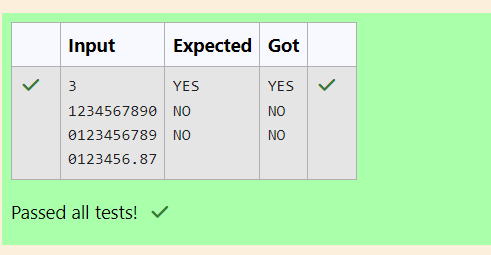 Input Expected Got
3 YES YES
1234567890 NO NO
0123456789 NO NO
0123456.87
Passed all tests!